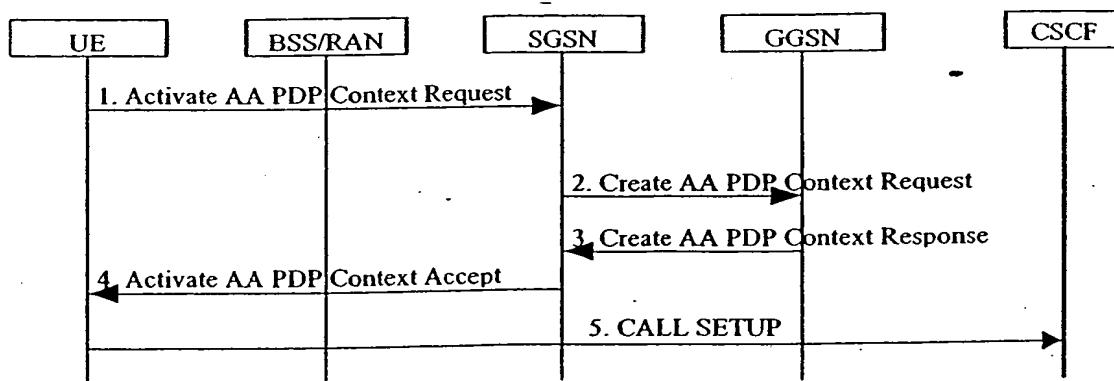 UE
BSS/RAN
SGSN
GGSN
CSCF
1. Activate AA PDP Context Request
2. Create AA PDP Context Request
3. Create AA PDP Context Response
4. Activate AA PDP Context Accept
5. CALL SETUP